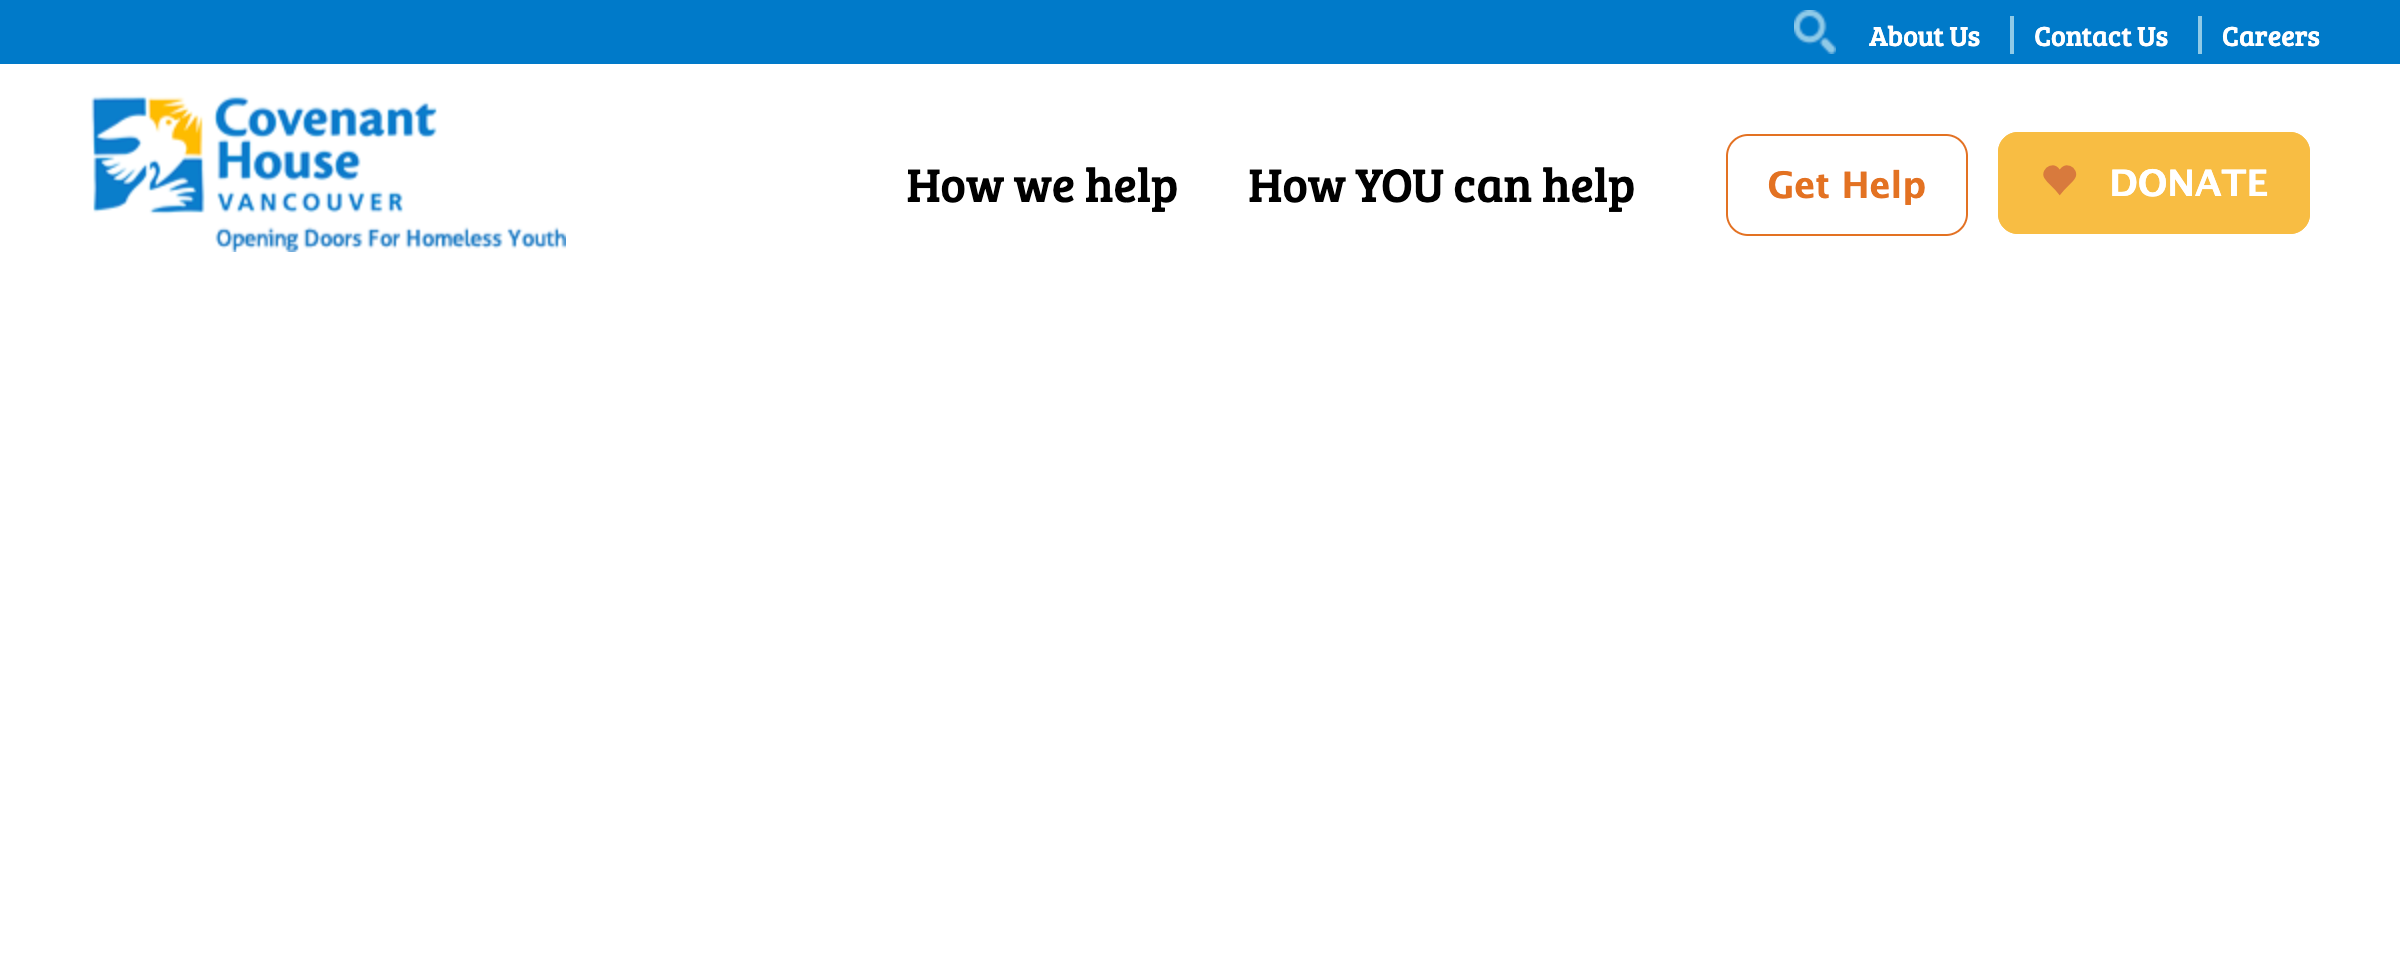 About Us
Contact Us
Careers
Covenant
House
VANCOUVER
Opening Doors For Homeless Youth
How we help
How YOU can help
Get Help
DONATE